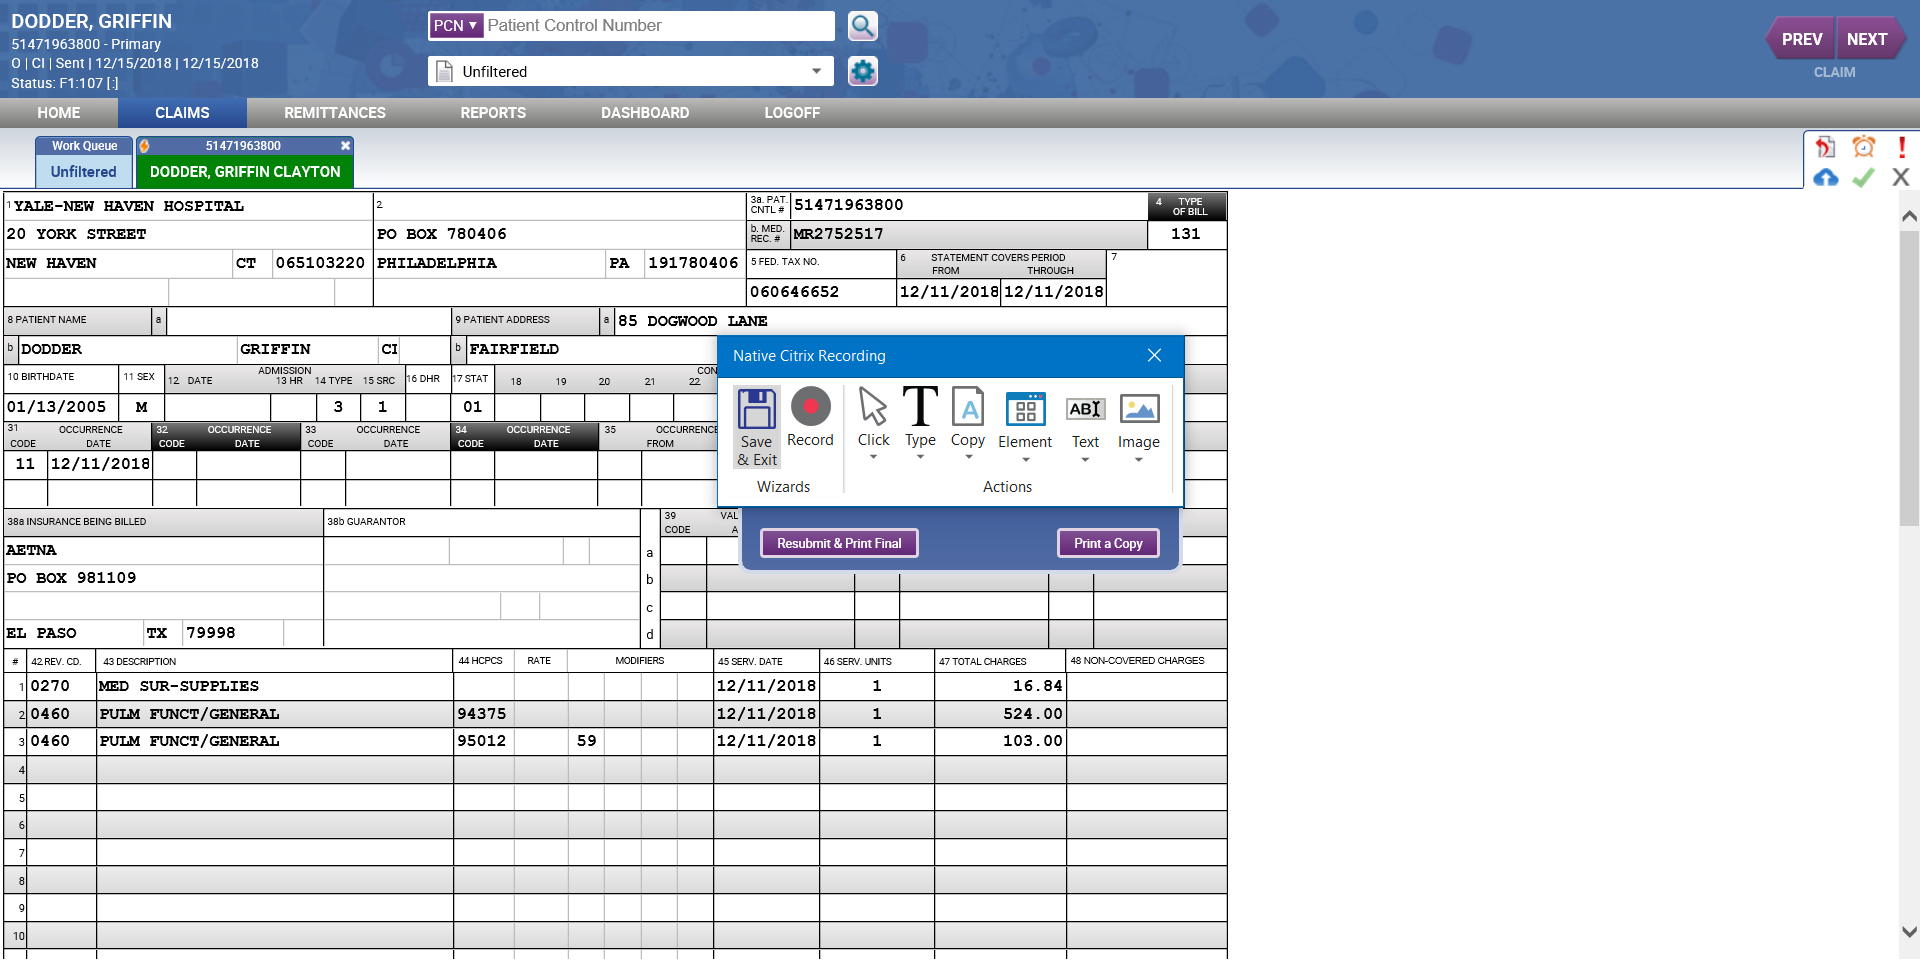 DODDER, GRIFFIN
51471963800 - Primary
O | CI | Sent | 12/15/2018 | 12/15/2018
Status: F1:107 [:]
PCN ▼ Patient Control Number
Unfiltered
PREV NEXT
CLAIM
HOME CLAIMS REMITTANCES REPORTS DASHBOARD LOGOFF
Work Queue
Unfiltered
51471963800
DODDER, GRIFFIN CLAYTON
1 YALE-NEW HAVEN HOSPITAL 2 3a. PAT. CNTL # 51471963800 4 TYPE OF BILL
20 YORK STREET PO BOX 780406 b. MED. REC. # MR2752517 131
NEW HAVEN CT 065103220 PHILADELPHIA PA 191780406 5 FED. TAX NO. 6 STATEMENT COVERS PERIOD FROM THROUGH 7
060646652 12/11/2018 12/11/2018
8 PATIENT NAME a 9 PATIENT ADDRESS a 85 DOGWOOD LANE
b DODDER GRIFFIN CI b FAIRFIELD
10 BIRTHDATE 11 SEX 12 DATE ADMISSION 13 HR 14 TYPE 15 SRC 16 DHR 17 STAT 18 19 20 21 22 CON
01/13/2005 M 3 1 01
31 OCCURRENCE CODE DATE 32 OCCURRENCE CODE DATE 33 OCCURRENCE CODE DATE 34 OCCURRENCE CODE DATE 35 OCCURRENC FROM
11 12/11/2018
Native Citrix Recording
Save & Exit
Record
Click
Type
Copy
Element
Text
Image
Wizards
Actions
Resubmit & Print Final
Print a Copy
38a INSURANCE BEING BILLED 38b GUARANTOR 39 CODE VAL A
AETNA a
PO BOX 981109 b
c
EL PASO TX 79998 d
# 42 REV. CD. 43 DESCRIPTION 44 HCPCS RATE MODIFIERS 45 SERV. DATE 46 SERV. UNITS 47 TOTAL CHARGES 48 NON-COVERED CHARGES
1 0270 MED SUR-SUPPLIES 12/11/2018 1 16.84
2 0460 PULM FUNCT/GENERAL 94375 12/11/2018 1 524.00
3 0460 PULM FUNCT/GENERAL 95012 59 12/11/2018 1 103.00
4
5
6
7
8
9
10